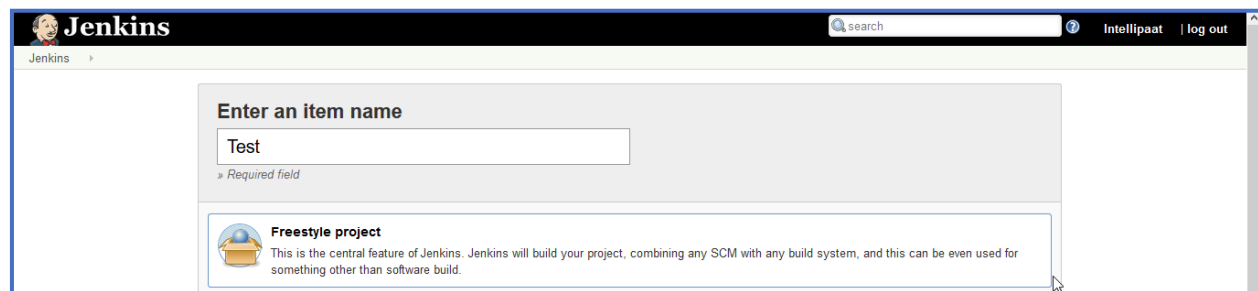 Jenkins
search
Intellipaat | log out
Jenkins
Enter an item name
Test
» Required field
Freestyle project
This is the central feature of Jenkins. Jenkins will build your project, combining any SCM with any build system, and this can be even used for
something other than software build.